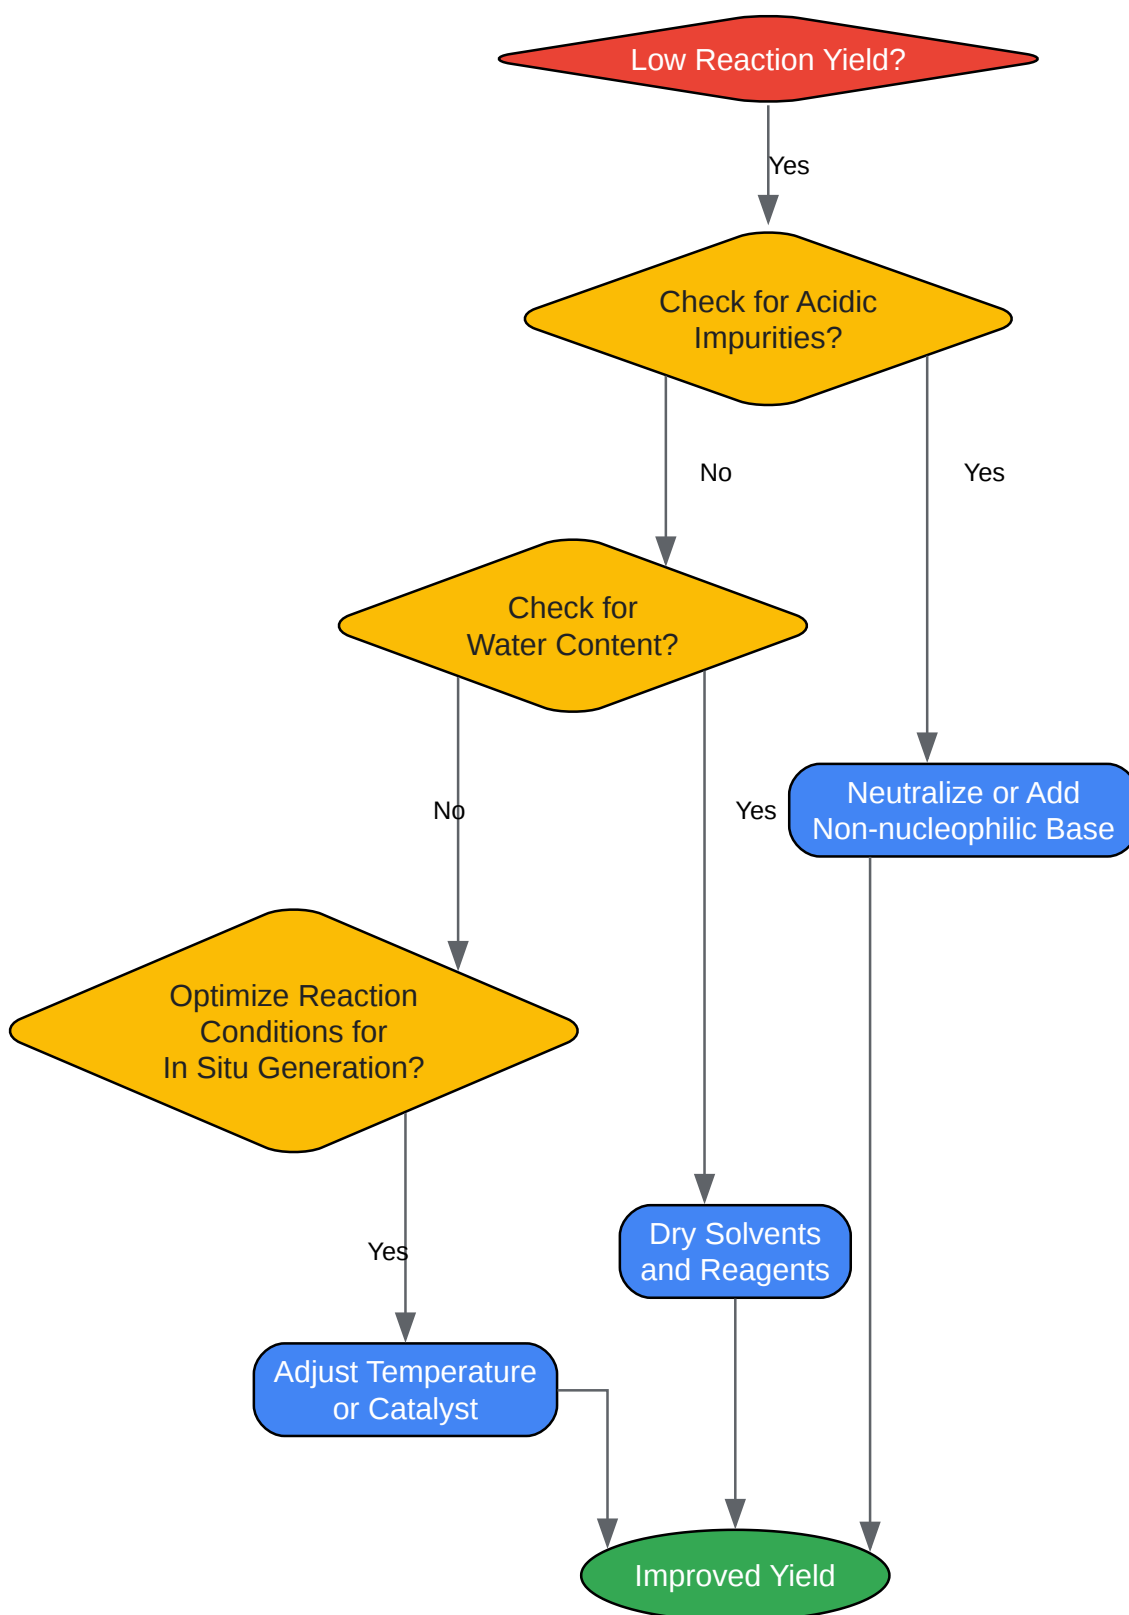 Low Reaction Yield?
Yes
Check for Acidic
Impurities?
No
Yes
Check for
Water Content?
No
Yes
Neutralize or Add
Non-nucleophilic Base
Optimize Reaction
Conditions for
In Situ Generation?
Yes
Dry Solvents
and Reagents
Adjust Temperature
or Catalyst
Improved Yield